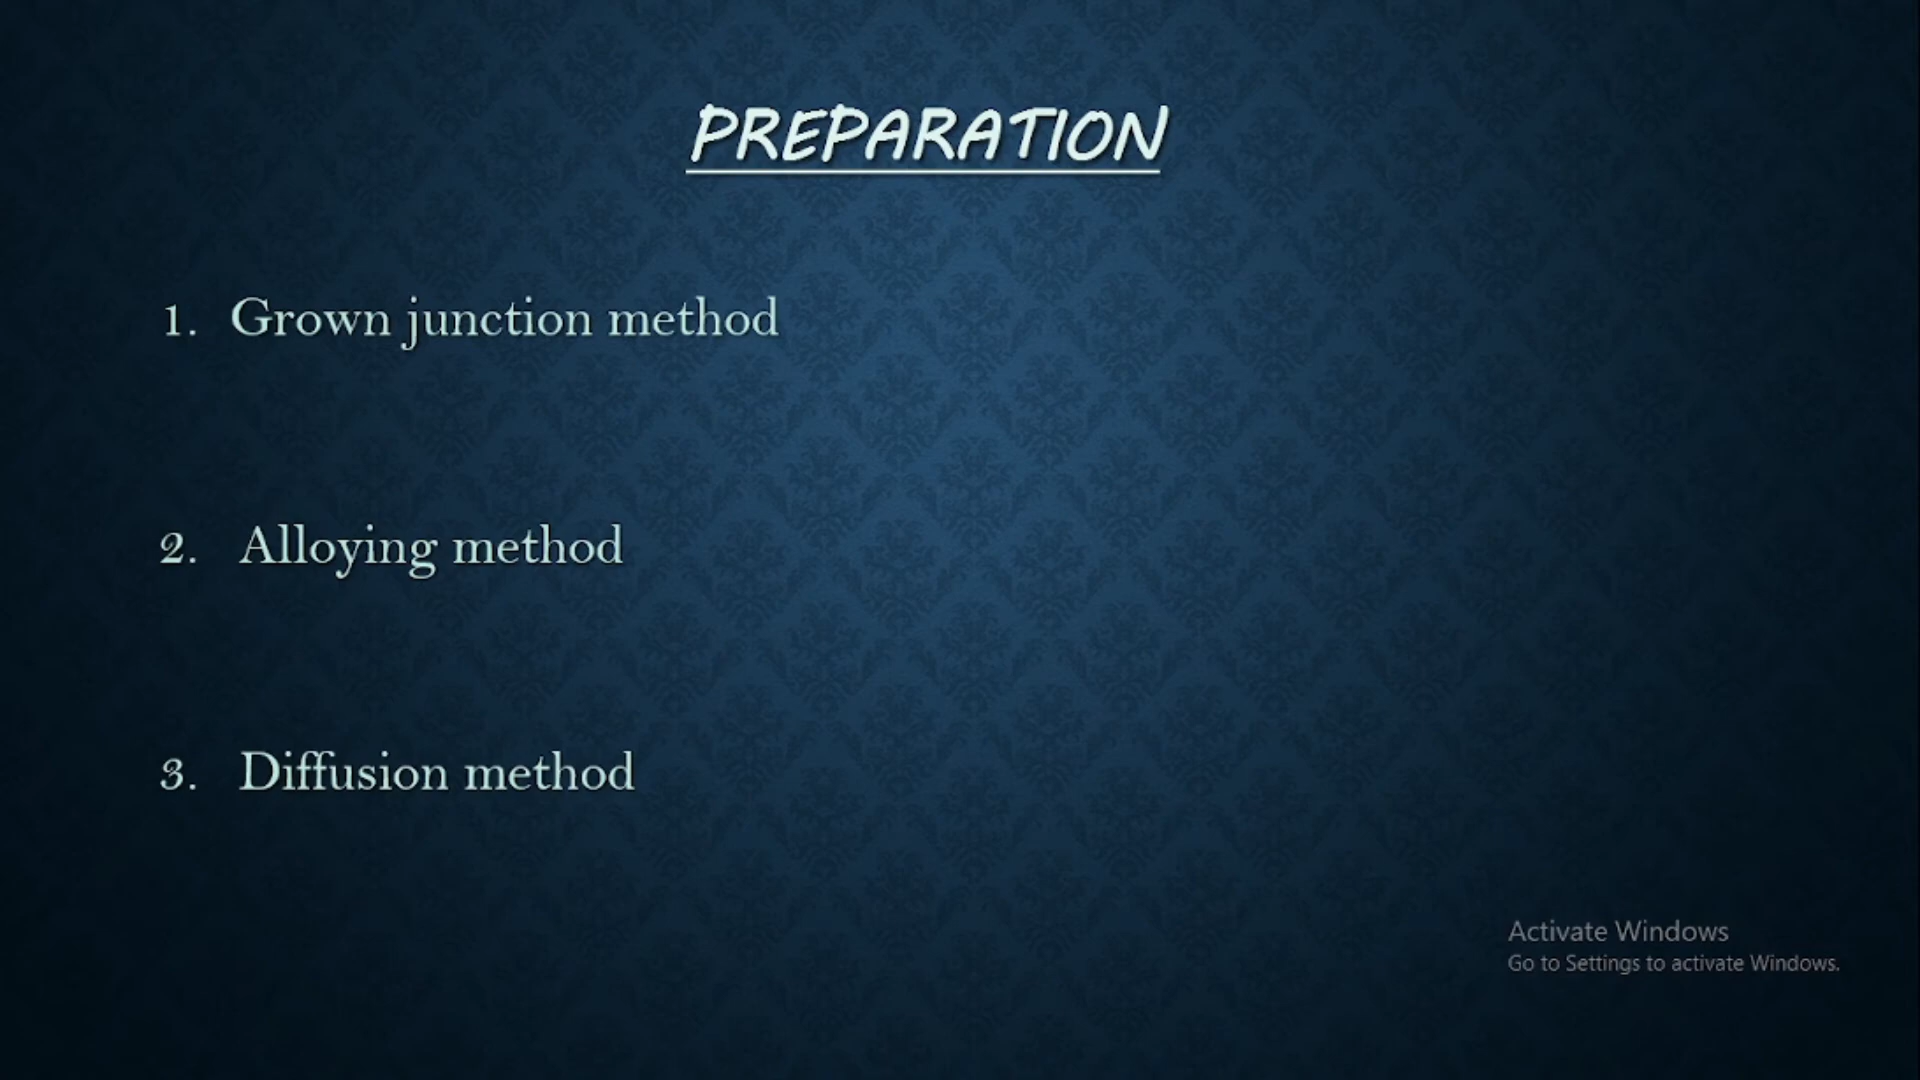 PREPARATION
1. Grown junction method
2. Alloying method
3. Diffusion method
Activate Windows
Go to Settings to activate Windows.